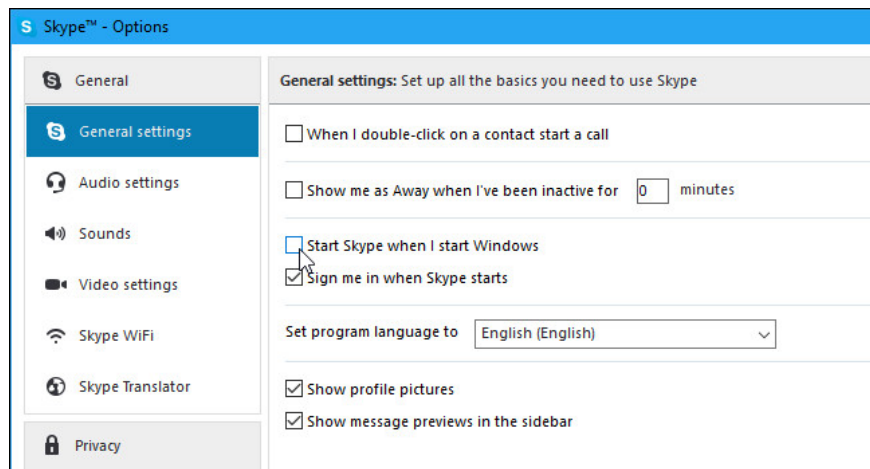 Skype™ - Options
General
General settings
Audio settings
Sounds
Video settings
Skype WiFi
Skype Translator
Privacy
General settings: Set up all the basics you need to use Skype
When I double-click on a contact start a call
Show me as Away when I've been inactive for 0 minutes
Start Skype when I start Windows
Sign me in when Skype starts
Set program language to English (English)
Show profile pictures
Show message previews in the sidebar